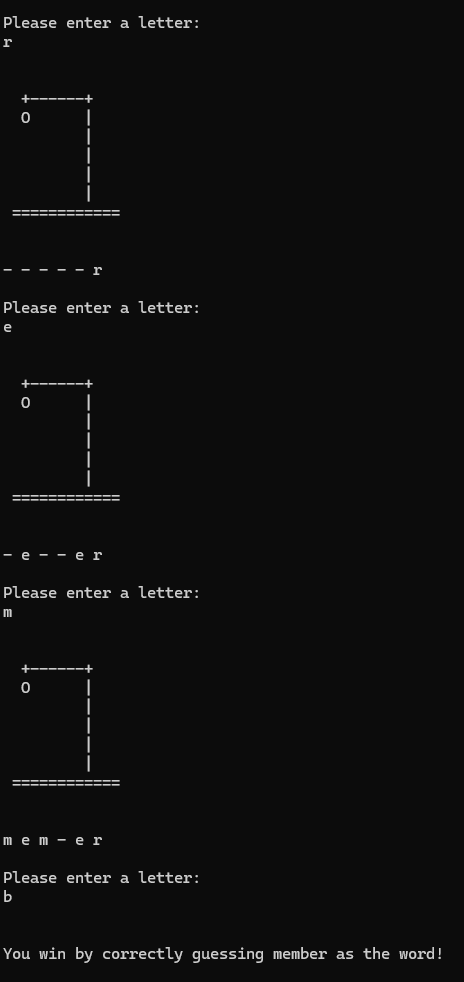 Please enter a letter:
r
+------+
O      |
       |
       |
       |
       |
============
- - - - - r
Please enter a letter:
e
+------+
O      |
       |
       |
       |
       |
============
- e - - e r
Please enter a letter:
m
+------+
O      |
       |
       |
       |
       |
============
m e m - e r
Please enter a letter:
b
You win by correctly guessing member as the word!